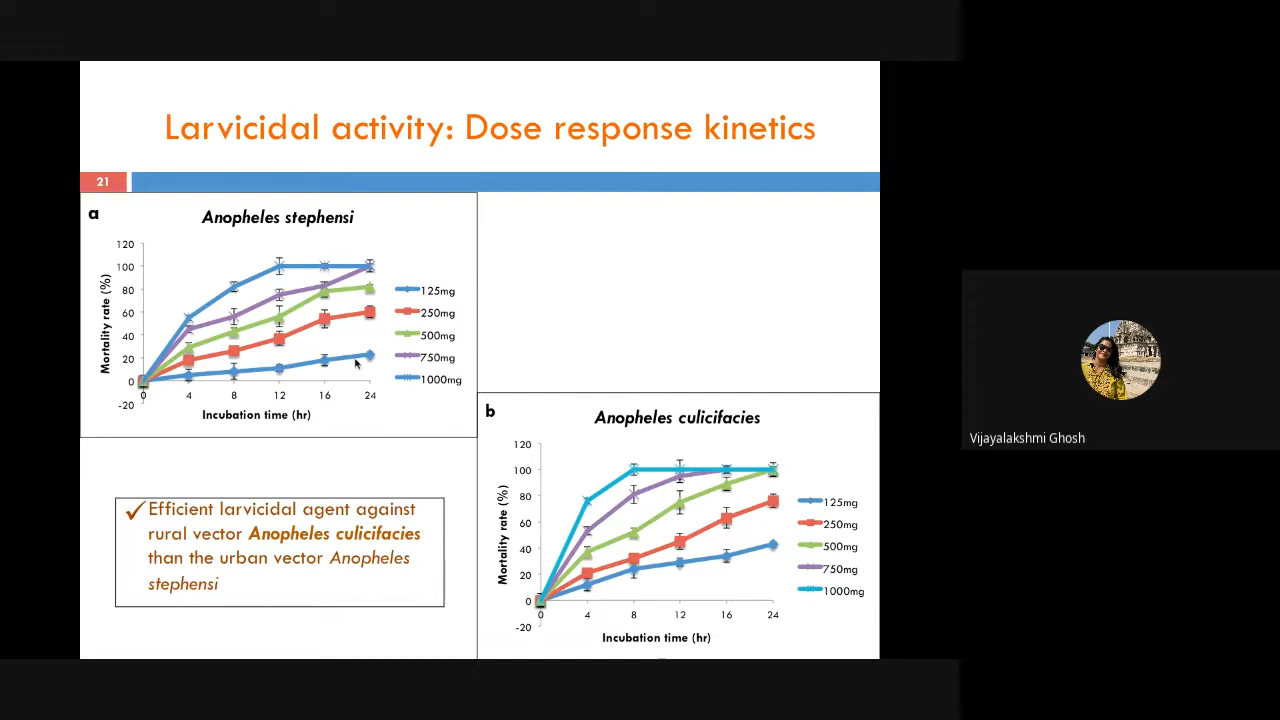 Larvicidal activity: Dose response kinetics
21
a
Anopheles stephensi
120
100
80
60
40
20
0
-20
Mortality rate (%)
0 4 8 12 16 24
Incubation time (hr)
125mg
250mg
500mg
750mg
1000mg
✓Efficient larvicidal agent against
rural vector Anopheles culicifacies
than the urban vector Anopheles
stephensi
b
Anopheles culicifacies
120
100
80
60
40
20
0
-20
Mortality rate (%)
0 4 8 12 16 24
Incubation time (hr)
125mg
250mg
500mg
750mg
1000mg
Vijayalakshmi Ghosh